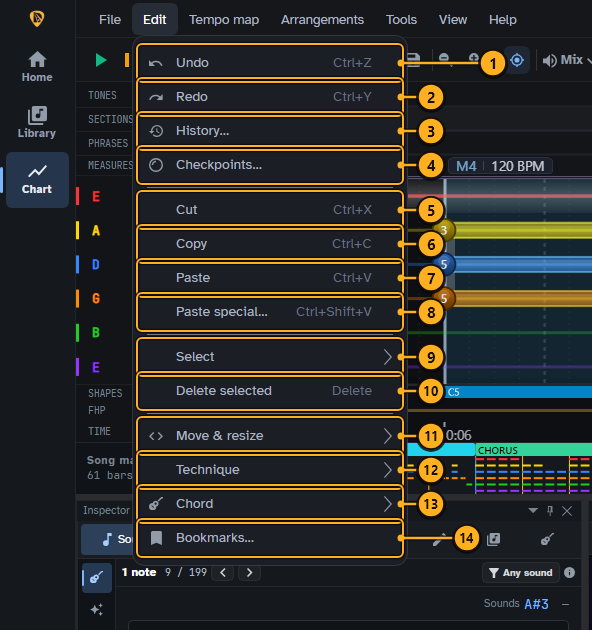 File Edit Tempo map Arrangements Tools View Help
Home
Library
Chart
Undo Ctrl+Z 1
Mix
Redo Ctrl+Y 2
History... 3
Checkpoints... 4
Cut Ctrl+X 5
Copy Ctrl+C 6
Paste Ctrl+V 7
Paste special... Ctrl+Shift+V 8
Select 9
Delete selected Delete 10
Move & resize 11
Technique 12
Chord 13
Bookmarks... 14
TONES
SECTIONS
PHRASES
MEASURES
M4 120 BPM
E
A 3
D 5
G 5
B
E
SHAPES C5
FHP
TIME 0:06
Song ma
61 bars
CHORUS
Inspector
So
1 note 9 / 199
Any sound
Sounds A#3